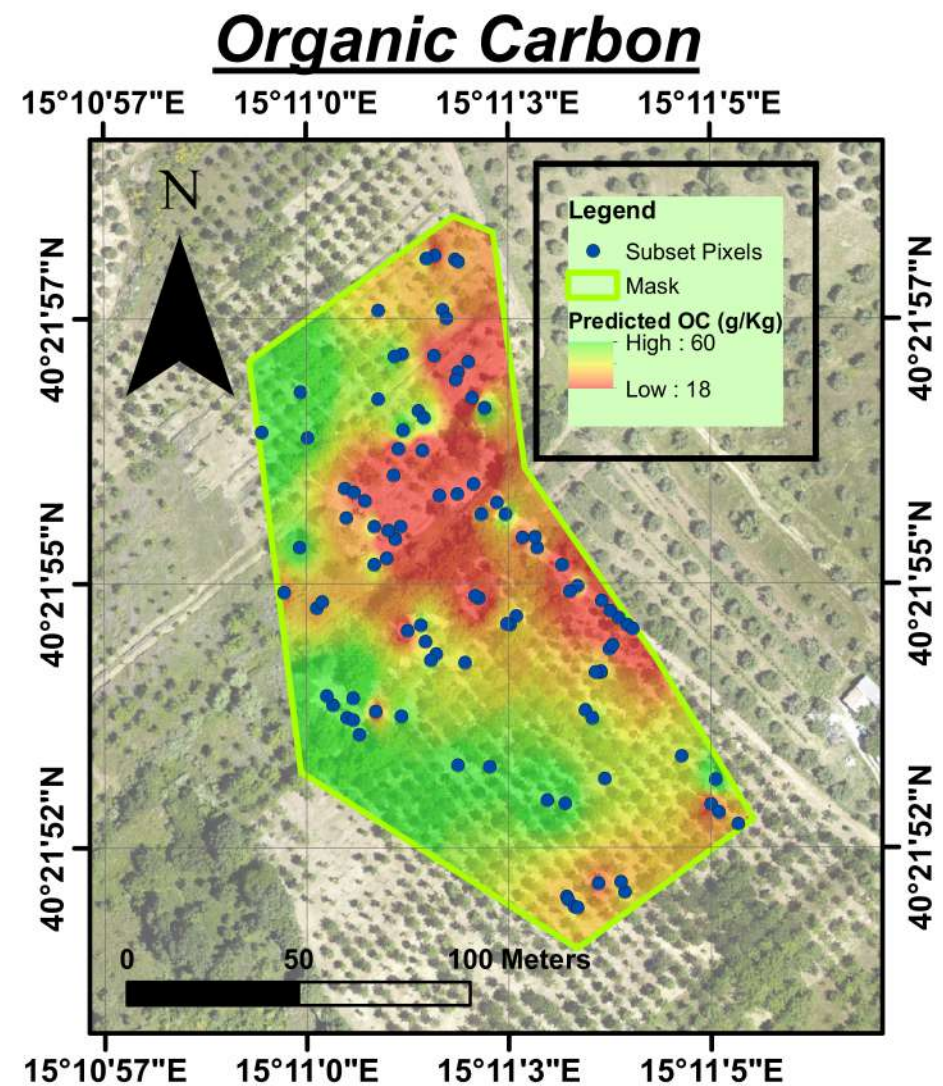 Organic Carbon
15°10'57"E 15°11'0"E 15°11'3"E 15°11'5"E
N
Legend
Subset Pixels
Mask
Predicted OC (g/Kg)
High : 60
Low : 18
40°21'57"N 40°21'57"N
40°21'55"N 40°21'55"N
40°21'52"N 40°21'52"N
0 50 100 Meters
15°10'57"E 15°11'0"E 15°11'3"E 15°11'5"E